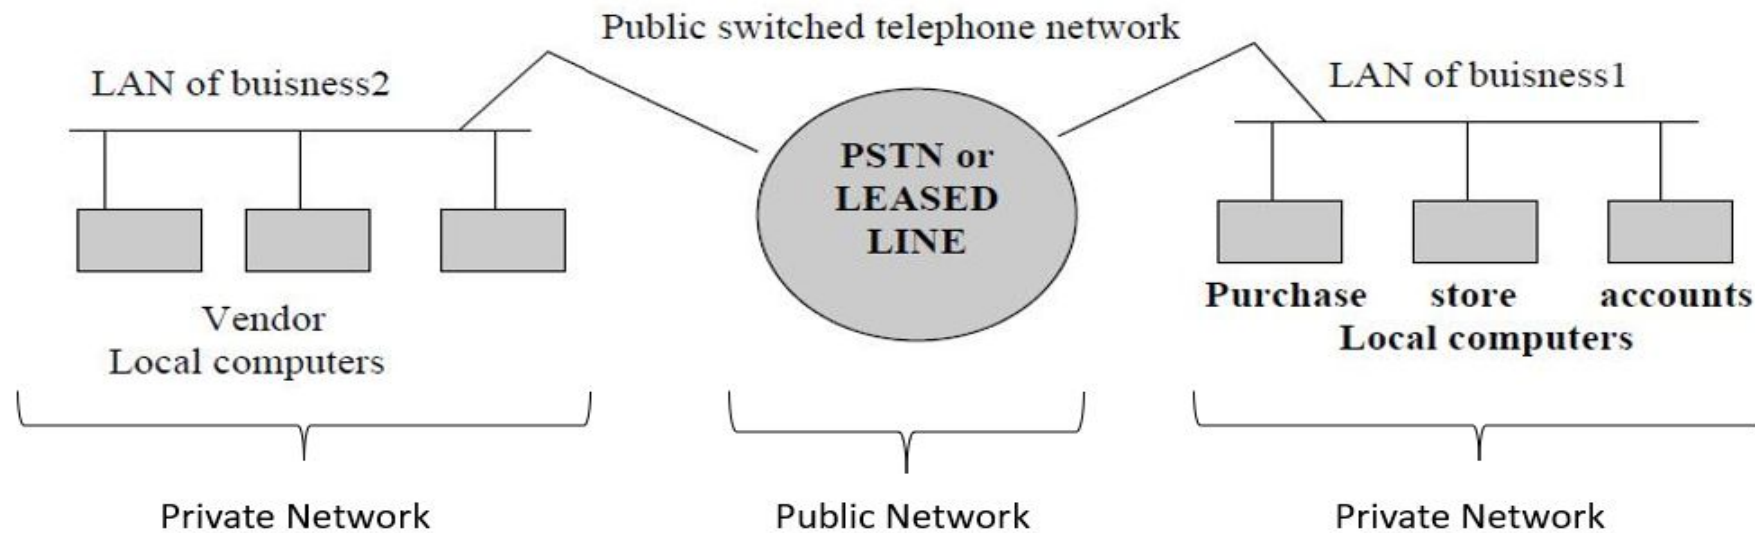 Public switched telephone network
LAN of buisness2
LAN of buisness1
PSTN or
LEASED
LINE
Purchase store accounts
Local computers
Vendor
Local computers
Private Network
Public Network
Private Network